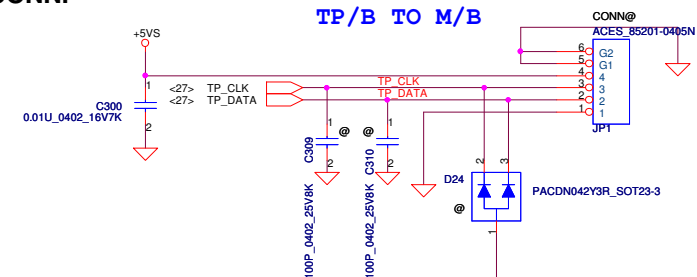 TP/B TO M/B
CONN@
ACES_85201-0405N
+5VS
6
G2
5
G1
4
4
3
3
2
2
1
1
JP1
<27> TP_CLK
TP_CLK
<27> TP_DATA
TP_DATA
1
C300
0.01U_0402_16V7K
2
1
@
C309
2
100P_0402_25V8K
@
1
C310
2
100P_0402_25V8K
2
3
D24
PACDN042Y3R_SOT23-3
@
1